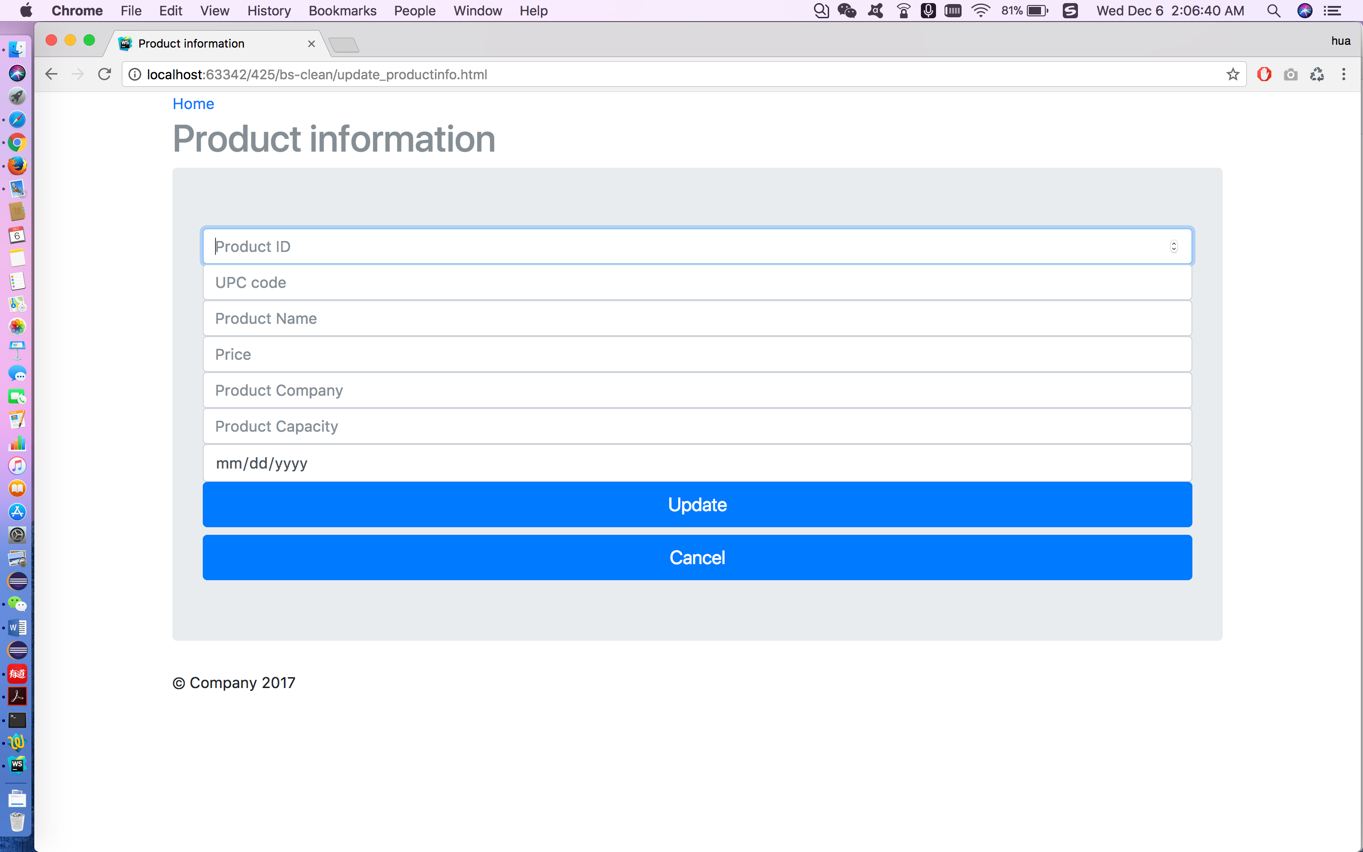 Chrome File Edit View History Bookmarks People Window Help 81% Wed Dec 6 2:06:40 AM
Product information
hua
localhost:63342/425/bs-clean/update_productinfo.html
Home
Product information
Product ID
UPC code
Product Name
Price
Product Company
Product Capacity
mm/dd/yyyy
Update
Cancel
© Company 2017